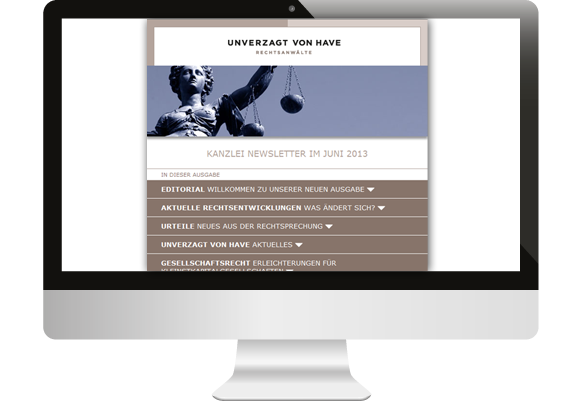 UNVERZAGT VON HAVE
RECHTSANWÄLTE
KANZLEI NEWSLETTER IM JUNI 2013
IN DIESER AUSGABE
EDITORIAL WILLKOMMEN ZU UNSERER NEUEN AUSGABE
AKTUELLE RECHTSENTWICKLUNGEN WAS ÄNDERT SICH?
URTEILE NEUES AUS DER RECHTSPRECHUNG
UNVERZAGT VON HAVE AKTUELLES
GESELLSCHAFTSRECHT ERLEICHTERUNGEN FÜR
KLEINSTKAPITALGESELLSCHAFTEN